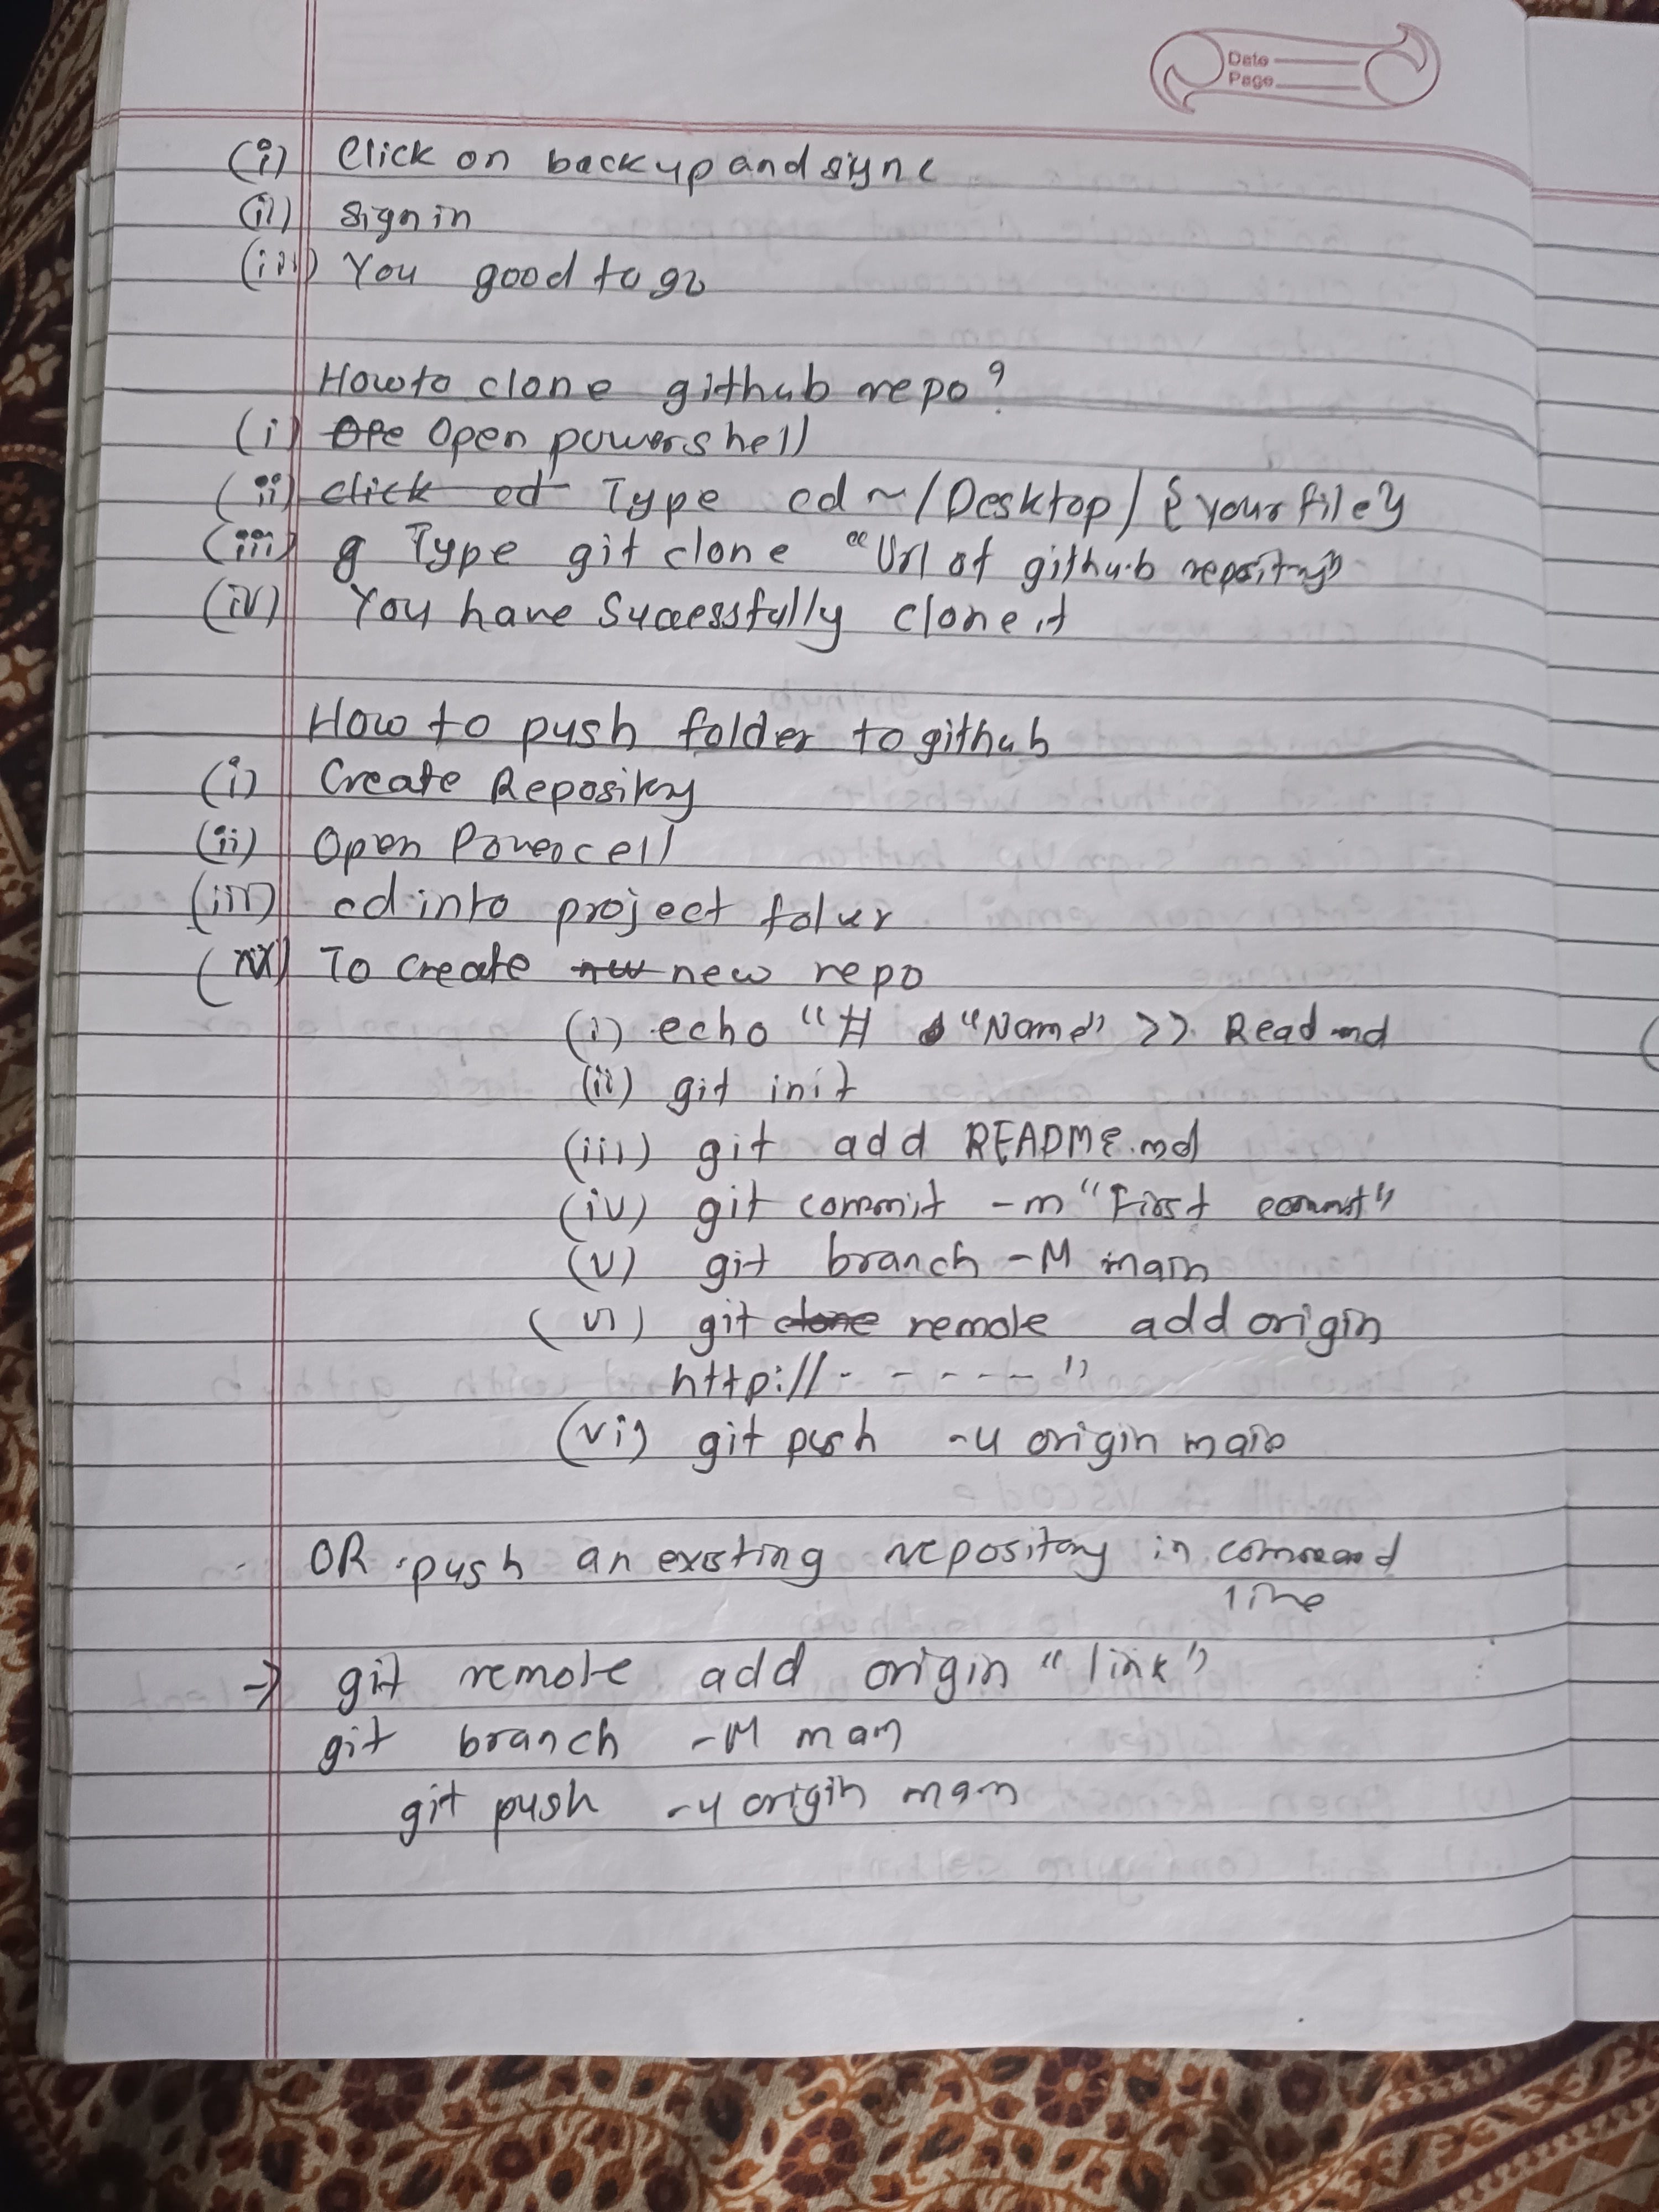 Date
Page
(i) Click on backup and sync
(ii) sign in
(iii) You good to go
How to clone github repo?
(i) Ope Open powershell
(ii) click cd Type cd ~/Desktop/{your file}
(iii) g Type git clone "Url of github repository"
(iv) You have Sucessfully clone it
How to push folder to github
(i) Create Repository
(ii) Open Powercell
(iii) cd into project
To create new repo
(i) echo "# "Name" >> Read md
(ii) git init
(iii) git add README.md
(iv) git commit -m "First commit"
(v) git branch -M main
(vi) git clone remote add origin
http://- - - - - "
(vi) git push -u origin main
OR push an existing repository in command
line
→ git remote add origin "link"
git branch -M main
git push -u origin main